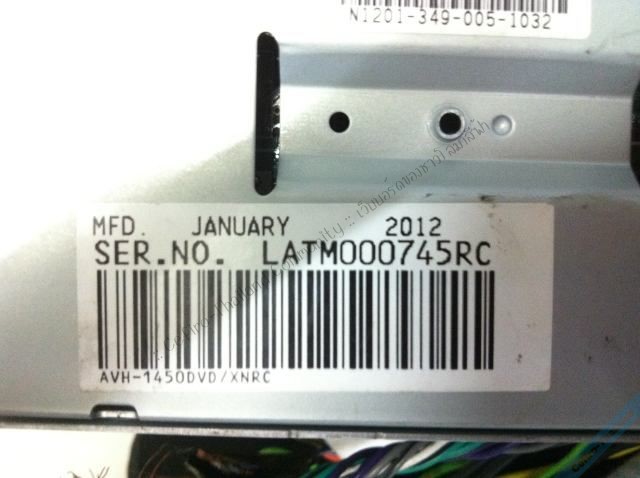 N1201-349-005-1032
MFD. JANUARY 2012
SER.NO. LATM000745RC
AVH-1450DVD/XNRC